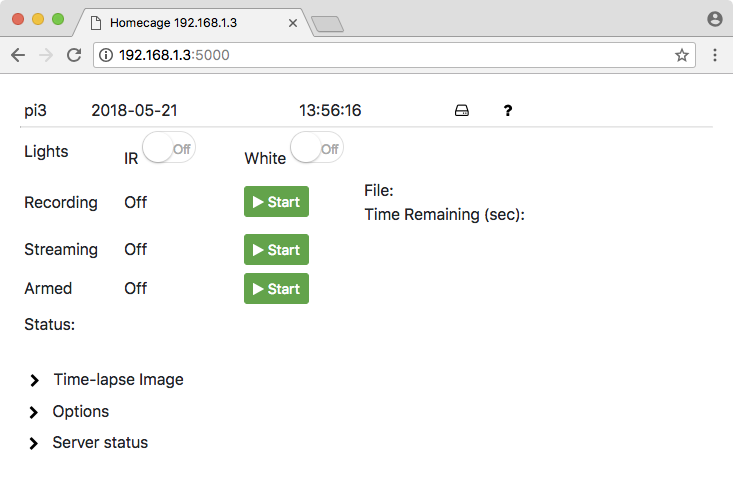 Homecage 192.168.1.3
192.168.1.3:5000
pi3 2018-05-21 13:56:16 ?
Lights IR Off White Off
Recording Off Start File:
Time Remaining (sec):
Streaming Off Start
Armed Off Start
Status:
Time-lapse Image
Options
Server status